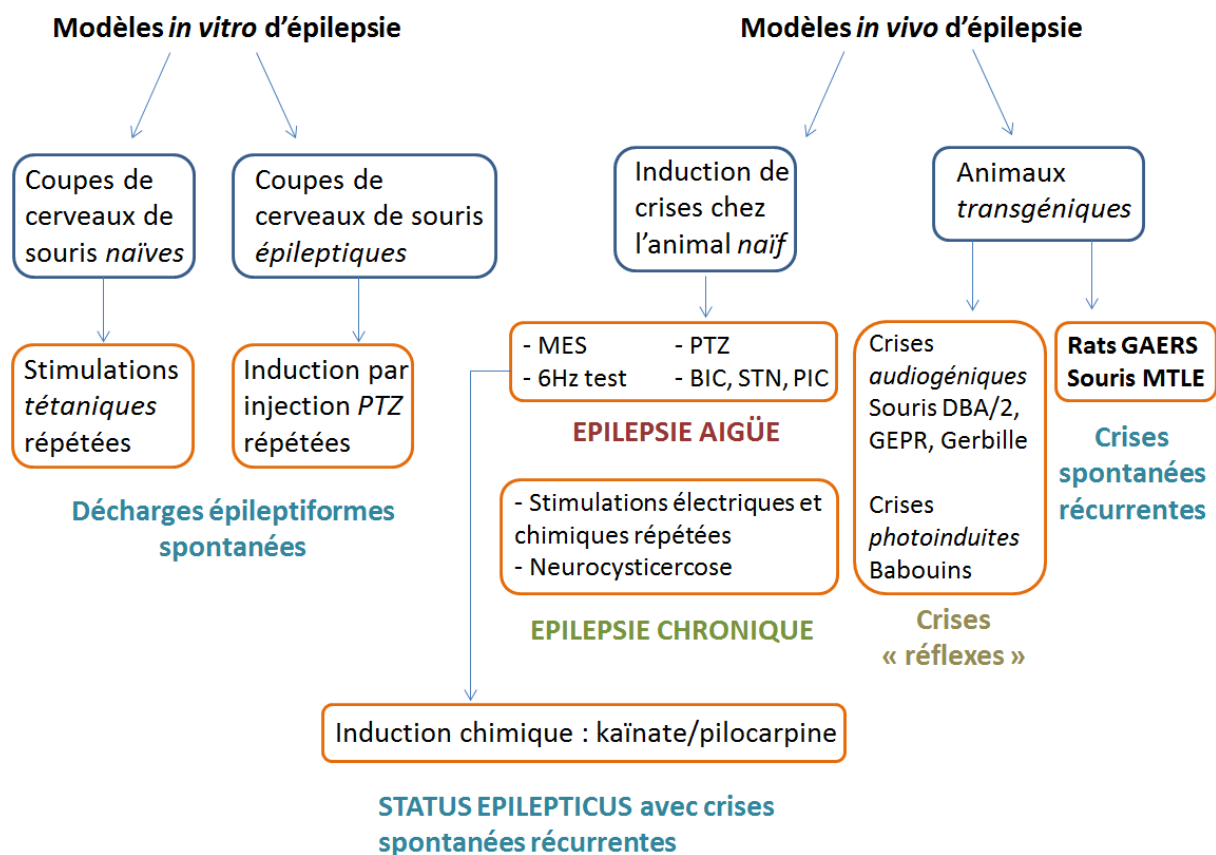 Modèles in vitro d'épilepsie
Coupes de
cerveaux de
souris naïves
Coupes de
cerveaux de souris
épileptiques
Stimulations
tétaniques
répétées
Induction par
injection PTZ
répétées
Décharges épileptiformes
spontanées
Modèles in vivo d'épilepsie
Induction de
crises chez
l'animal naïf
Animaux
transgéniques
- MES - PTZ
- 6Hz test - BIC, STN, PIC
EPILEPSIE AIGÜE
- Stimulations électriques et
chimiques répétées
- Neurocysticercose
EPILEPSIE CHRONIQUE
Crises
audiogéniques
Souris DBA/2,
GEPR, Gerbille
Crises
photoinduites
Babouins
Crises
« réflexes »
Rats GAERS
Souris MTLE
Crises
spontanées
récurrentes
Induction chimique : kaïnate/pilocarpine
STATUS EPILEPTICUS avec crises
spontanées récurrentes